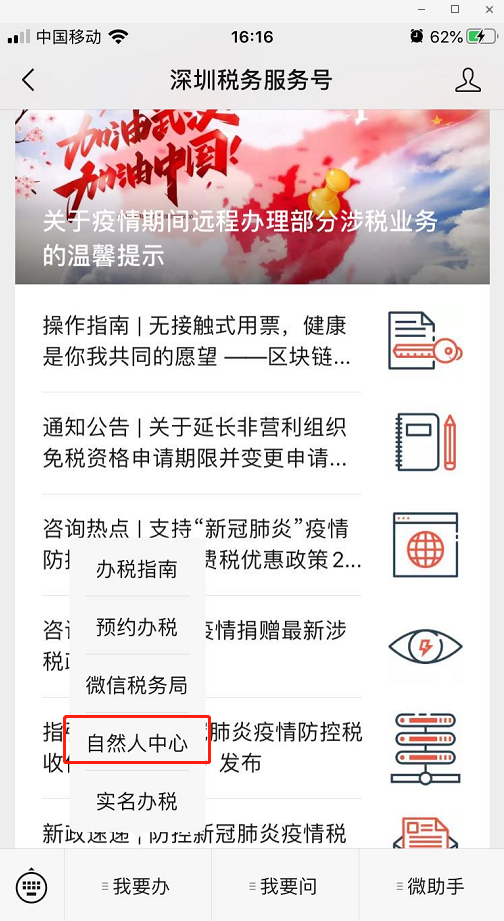 中国移动
16:16
62%
深圳税务服务号
加油武汉
加油中国!
关于疫情期间远程办理部分涉税业务
的温馨提示
操作指南 | 无接触式用票，健康
是你我共同的愿望 ——区块链...
通知公告 | 关于延长非营利组织
免税资格申请期限并变更申请...
咨询热点 | 支持“新冠肺炎”疫情
防 费税优惠政策 2...
办税指南
咨 疫情捐赠最新涉
预约办税
税
微信税务局
指 肺炎疫情防控税
自然人中心
收 发布
实名办税
新政速递 | 防控新冠肺炎疫情税
我要办
我要问
微助手